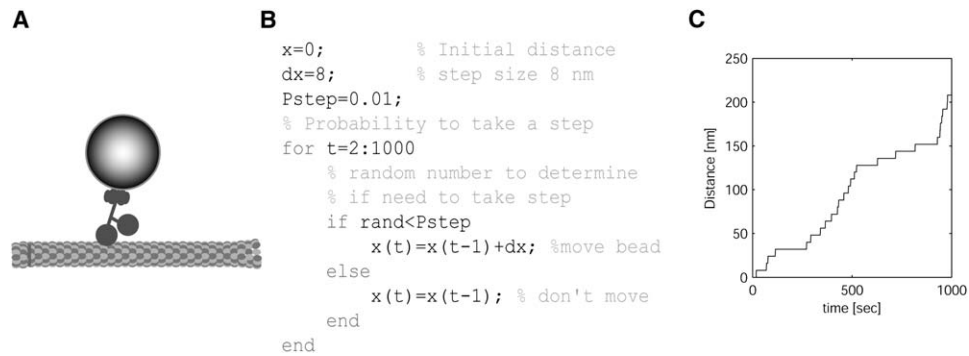 A
B
x=0; % Initial distance
dx=8; % step size 8 nm
Pstep=0.01;
% Probability to take a step
for t=2:1000
% random number to determine
% if need to take step
if rand<Pstep
x(t)=x(t-1)+dx; %move bead
else
x(t)=x(t-1); % don't move
end
end
C
250
200
150
100
50
0
Distance [nm]
0 500 1000
time [sec]